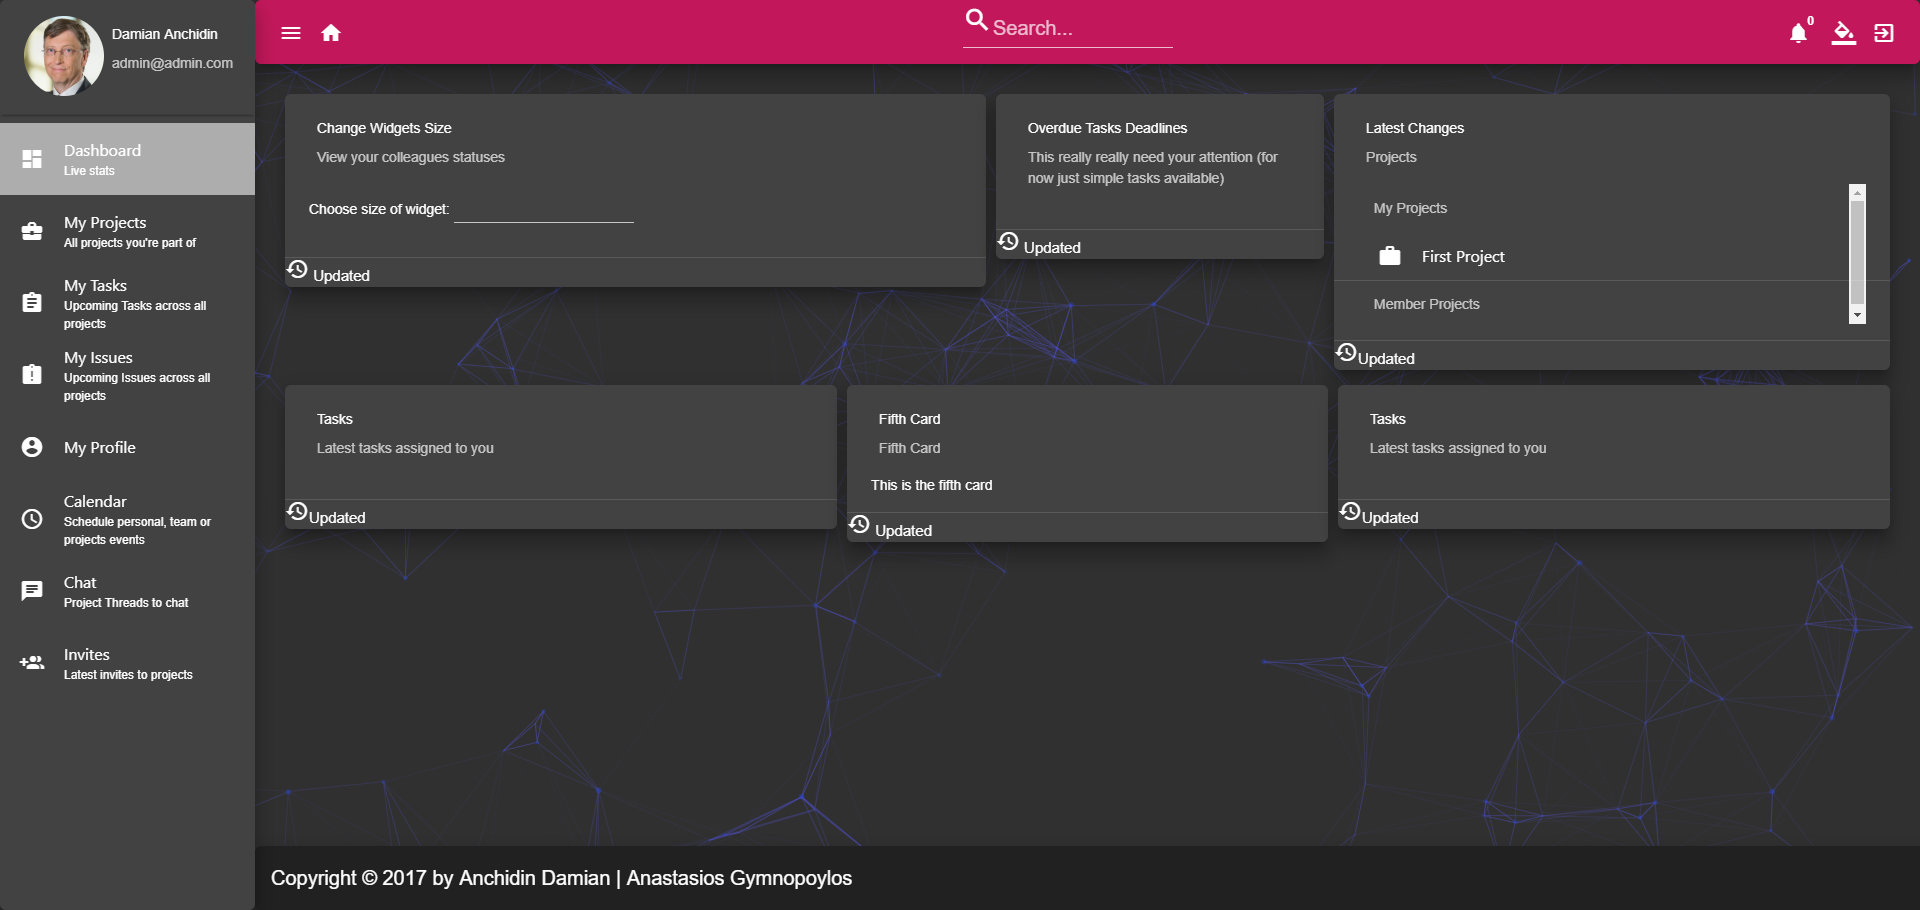 Damian Anchidin
admin@admin.com
Dashboard
Live stats
My Projects
All projects you're part of
My Tasks
Upcoming Tasks across all
projects
My Issues
Upcoming Issues across all
projects
My Profile
Calendar
Schedule personal, team or
projects events
Chat
Project Threads to chat
Invites
Latest invites to projects
Search...
0
Change Widgets Size
View your colleagues statuses
Choose size of widget:
Updated
Overdue Tasks Deadlines
This really really need your attention (for
now just simple tasks available)
Updated
Latest Changes
Projects
My Projects
First Project
Member Projects
Updated
Tasks
Latest tasks assigned to you
Updated
Fifth Card
Fifth Card
This is the fifth card
Updated
Tasks
Latest tasks assigned to you
Updated
Copyright © 2017 by Anchidin Damian | Anastasios Gymnopoylos